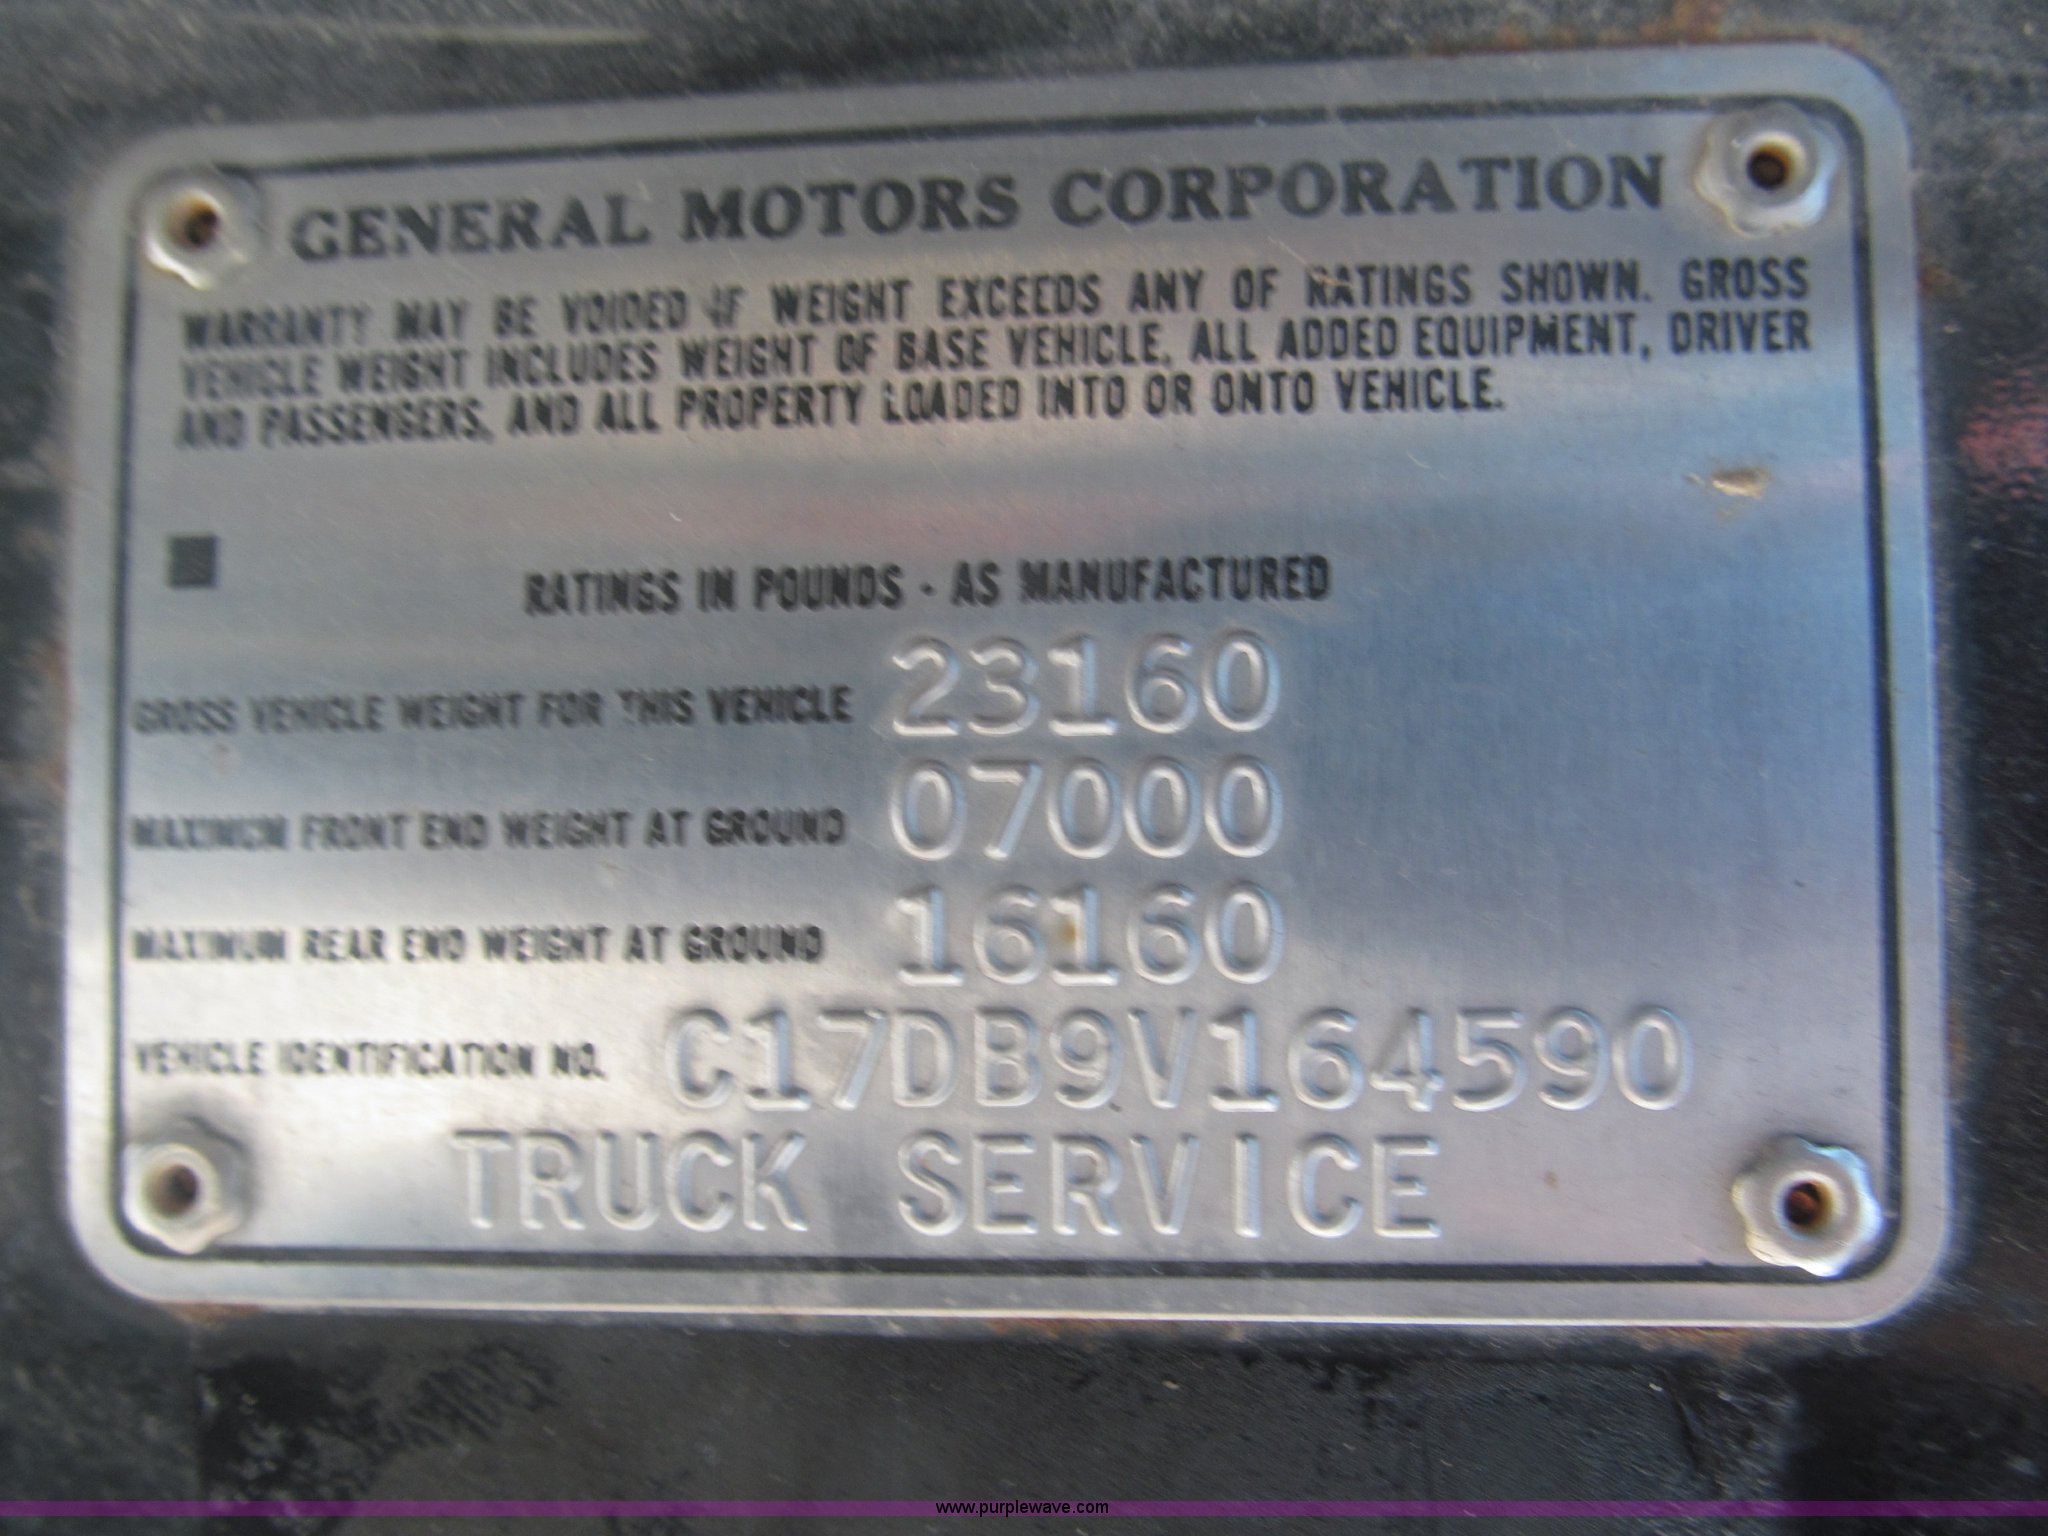 GENERAL MOTORS CORPORATION
WARRANTY MAY BE VOIDED IF WEIGHT EXCEEDS ANY OF RATINGS SHOWN. GROSS
VEHICLE WEIGHT INCLUDES WEIGHT OF BASE VEHICLE, ALL ADDED EQUIPMENT, DRIVER
AND PASSENGERS, AND ALL PROPERTY LOADED INTO OR ONTO VEHICLE.
RATINGS IN POUNDS - AS MANUFACTURED
GROSS VEHICLE WEIGHT FOR THIS VEHICLE 23160
MAXIMUM FRONT END WEIGHT AT GROUND 07000
MAXIMUM REAR END WEIGHT AT GROUND 16160
VEHICLE IDENTIFICATION NO. C17DB9V164590
TRUCK SERVICE
www.purplewave.com